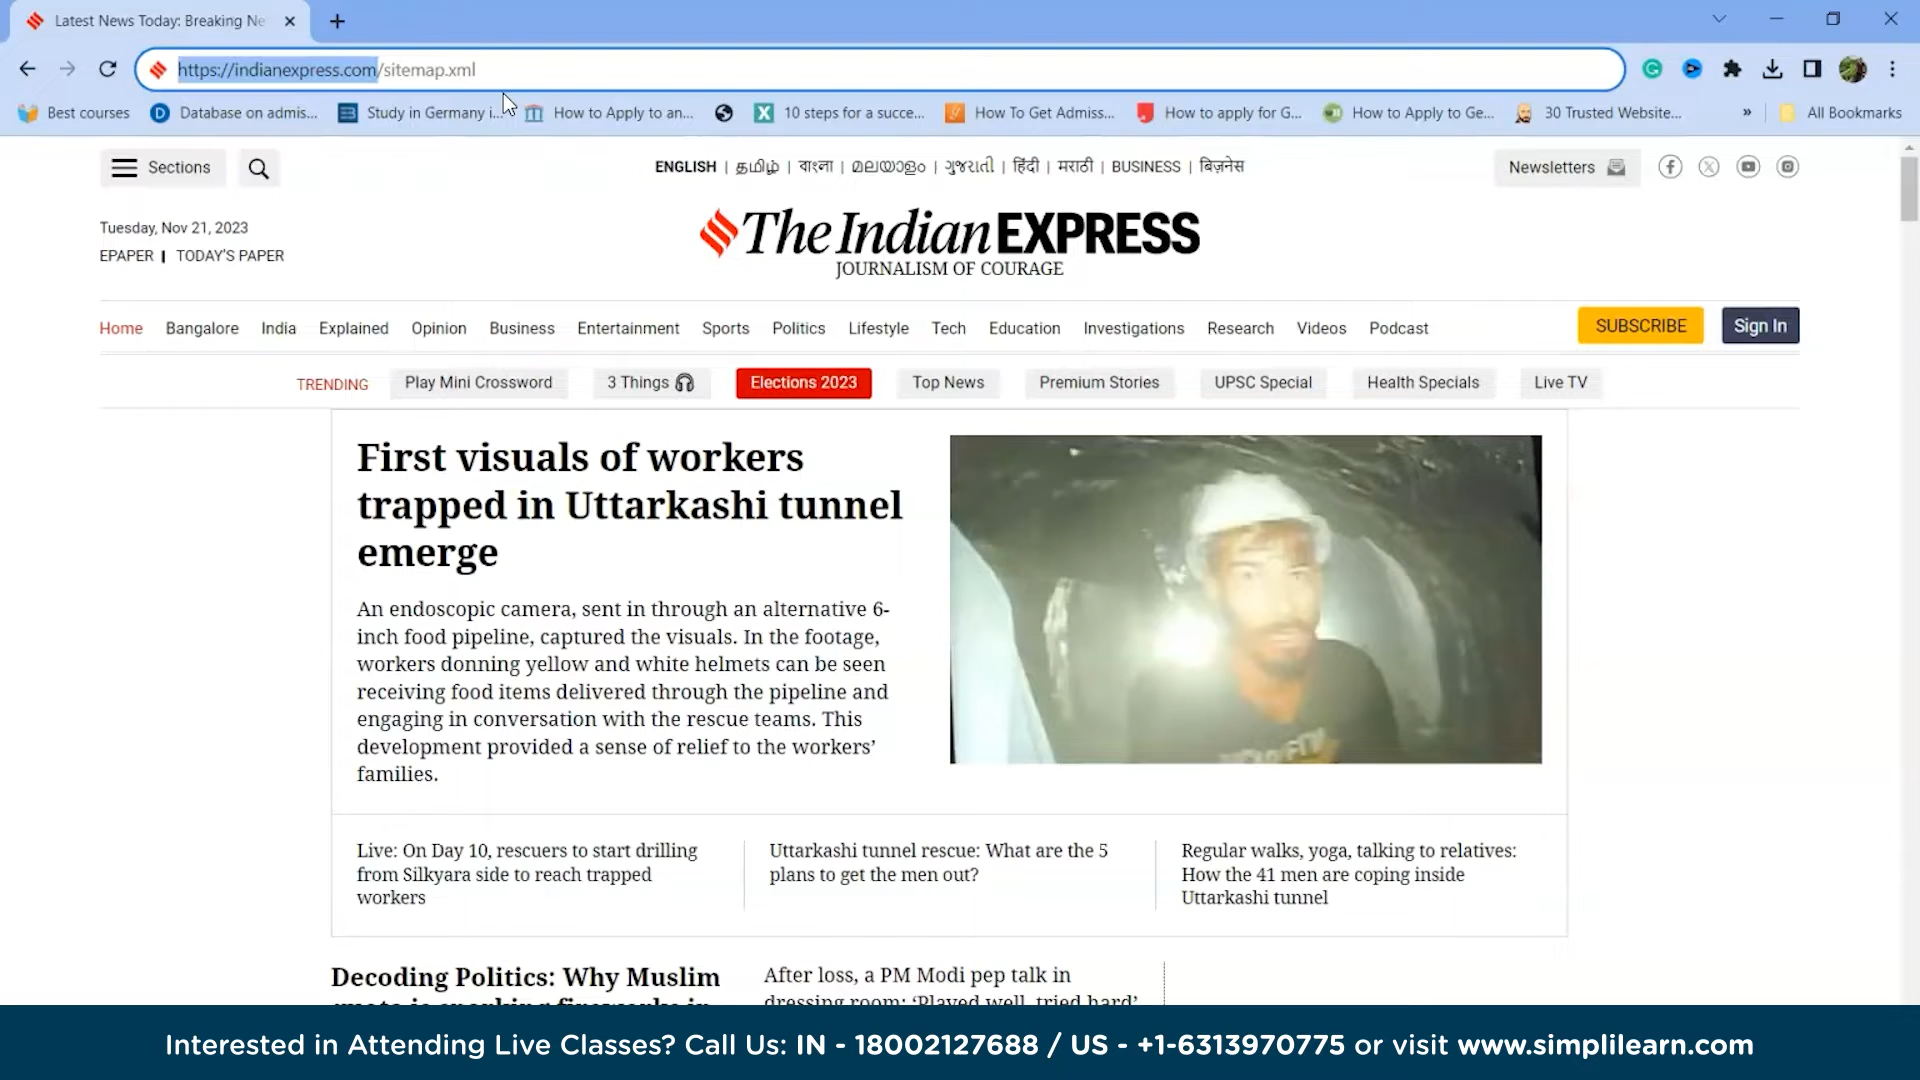 Latest News Today: Breaking Ne
https://indianexpress.com/sitemap.xml
Best courses
Database on admis...
Study in Germany i...
How to Apply to an...
10 steps for a succe...
How To Get Admiss...
How to apply for G...
How to Apply to Ge...
30 Trusted Website...
»
All Bookmarks
Sections
ENGLISH | தமிழ் | বাংলা | മലയാളം | ગુજરાતી | हिंदी | मराठी | BUSINESS | बिज़नेस
Newsletters
Tuesday, Nov 21, 2023
EPAPER | TODAY'S PAPER
The Indian EXPRESS
JOURNALISM OF COURAGE
Home Bangalore India Explained Opinion Business Entertainment Sports Politics Lifestyle Tech Education Investigations Research Videos Podcast
SUBSCRIBE
Sign In
TRENDING
Play Mini Crossword
3 Things
Elections 2023
Top News
Premium Stories
UPSC Special
Health Specials
Live TV
First visuals of workers
trapped in Uttarkashi tunnel
emerge
An endoscopic camera, sent in through an alternative 6-
inch food pipeline, captured the visuals. In the footage,
workers donning yellow and white helmets can be seen
receiving food items delivered through the pipeline and
engaging in conversation with the rescue teams. This
development provided a sense of relief to the workers'
families.
Live: On Day 10, rescuers to start drilling
from Silkyara side to reach trapped
workers
Uttarkashi tunnel rescue: What are the 5
plans to get the men out?
Regular walks, yoga, talking to relatives:
How the 41 men are coping inside
Uttarkashi tunnel
Decoding Politics: Why Muslim
quota is sparking fireworks in
After loss, a PM Modi pep talk in
dressing room: 'Played well, tried hard'
Interested in Attending Live Classes? Call Us: IN - 18002127688 / US - +1-6313970775 or visit www.simplilearn.com